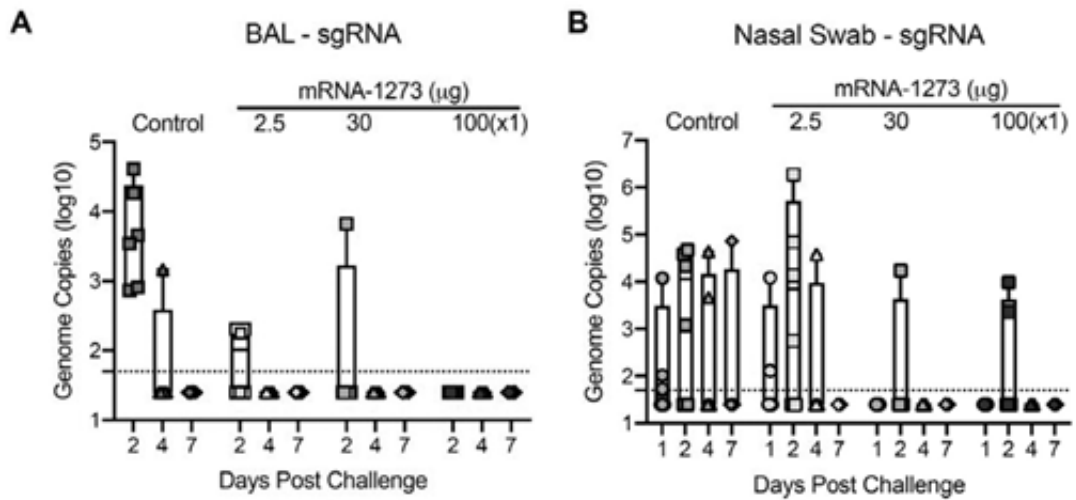 A
BAL - sgRNA
mRNA-1273 (μg)
Control 2.5 30 100(x1)
Genome Copies (log10)
5
4
3
2
1
2 4 7 2 4 7 2 4 7 2 4 7
Days Post Challenge
B
Nasal Swab - sgRNA
mRNA-1273 (μg)
Control 2.5 30 100(x1)
Genome Copies (log10)
7
6
5
4
3
2
1
1 2 4 7 1 2 4 7 1 2 4 7 1 2 4 7
Days Post Challenge